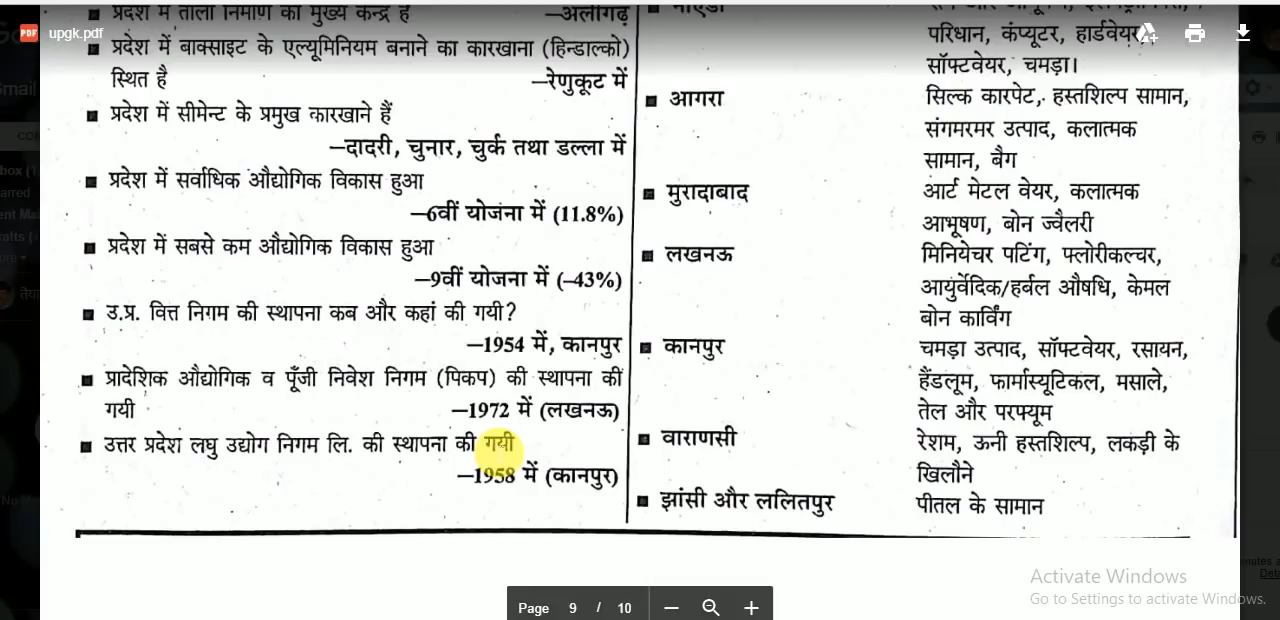 प्रदेश में ताला निर्माण का मुख्य केन्द्र है —अलीगढ़
upgk.pdf
प्रदेश में बाक्साइट के एल्यूमिनियम बनाने का कारखाना (हिन्डाल्को)
स्थित है —रेणुकूट में
प्रदेश में सीमेन्ट के प्रमुख कारखाने हैं
—दादरी, चुनार, चुर्क तथा डल्ला में
प्रदेश में सर्वाधिक औद्योगिक विकास हुआ
—6वीं योजना में (11.8%)
प्रदेश में सबसे कम औद्योगिक विकास हुआ
—9वीं योजना में (–43%)
उ.प्र. वित्त निगम की स्थापना कब और कहां की गयी?
—1954 में, कानपुर
प्रादेशिक औद्योगिक व पूँजी निवेश निगम (पिकप) की स्थापना की
गयी —1972 में (लखनऊ)
उत्तर प्रदेश लघु उद्योग निगम लि. की स्थापना की गयी
—1958 में (कानपुर)
नोएडा
परिधान, कंप्यूटर, हार्डवेयर,
सॉफ्टवेयर, चमड़ा।
आगरा सिल्क कारपेट, हस्तशिल्प सामान,
संगमरमर उत्पाद, कलात्मक
सामान, बैग
मुरादाबाद आर्ट मेटल वेयर, कलात्मक
आभूषण, बोन ज्वैलरी
लखनऊ मिनियेचर पटिंग, फ्लोरीकल्चर,
आयुर्वेदिक/हर्बल औषधि, केमल
बोन कार्विंग
कानपुर चमड़ा उत्पाद, सॉफ्टवेयर, रसायन,
हैंडलूम, फार्मास्यूटिकल, मसाले,
तेल और परफ्यूम
वाराणसी रेशम, ऊनी हस्तशिल्प, लकड़ी के
खिलौने
झांसी और ललितपुर पीतल के सामान
Activate Windows
Go to Settings to activate Windows.
Page 9 / 10